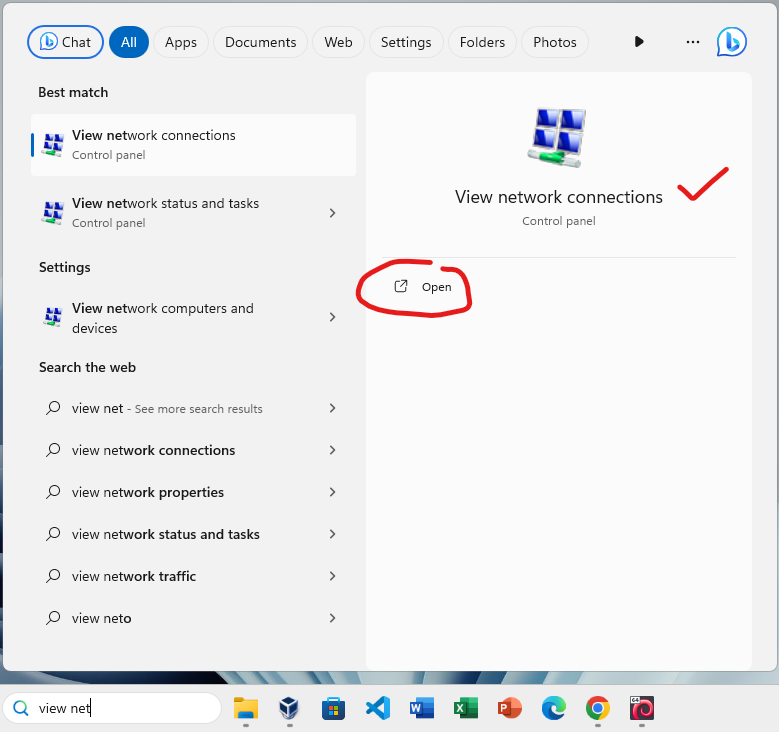 Chat All Apps Documents Web Settings Folders Photos
Best match
View network connections
Control panel
View network status and tasks
Control panel
Settings
View network computers and
devices
Search the web
view net - See more search results
view network connections
view network properties
view network status and tasks
view network traffic
view neto
View network connections
Control panel
Open
view net
64